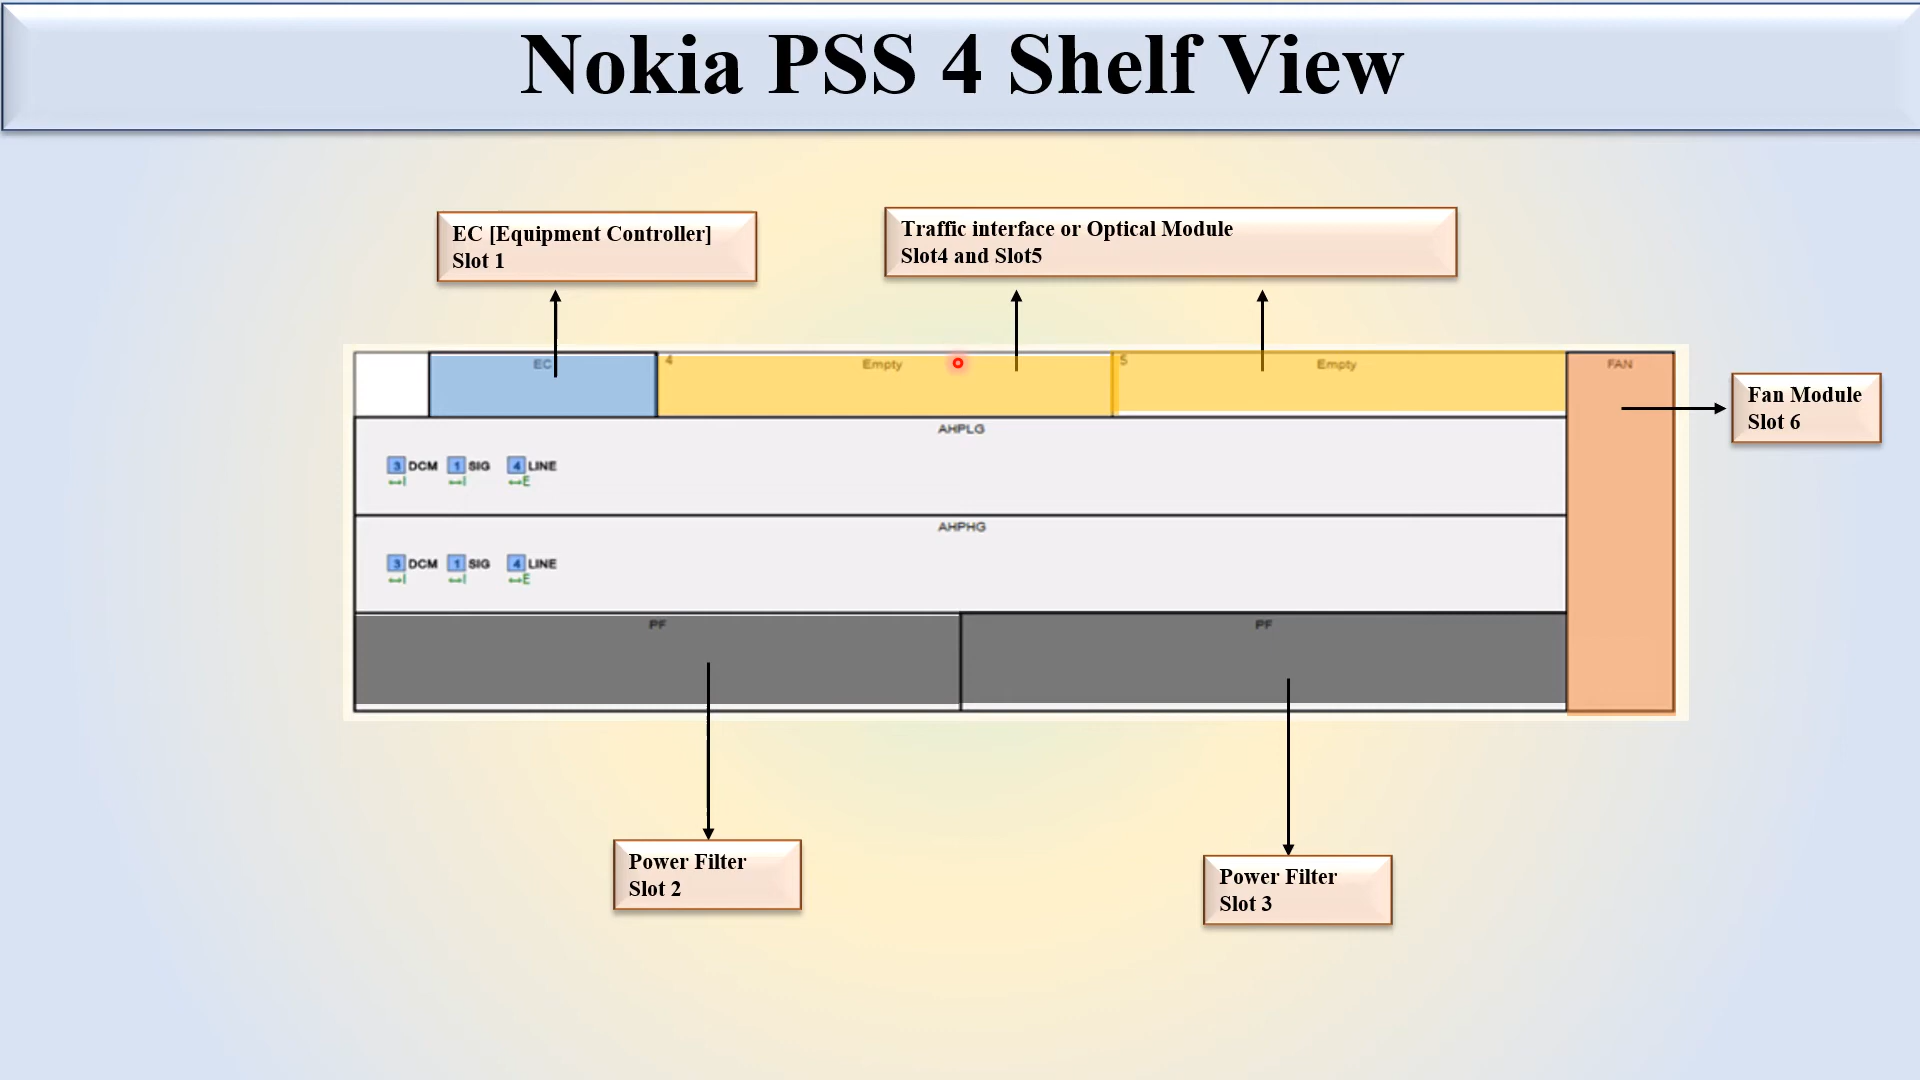 Nokia PSS 4 Shelf View
EC [Equipment Controller]
Slot 1
Traffic interface or Optical Module
Slot4 and Slot5
EC
4
Empty
5
Empty
FAN
Fan Module
Slot 6
AHPLG
3 DCM 1 SIG 4 LINE
↔I ↔I ↔E
AHPHG
3 DCM 1 SIG 4 LINE
↔I ↔I ↔E
PF
PF
Power Filter
Slot 2
Power Filter
Slot 3